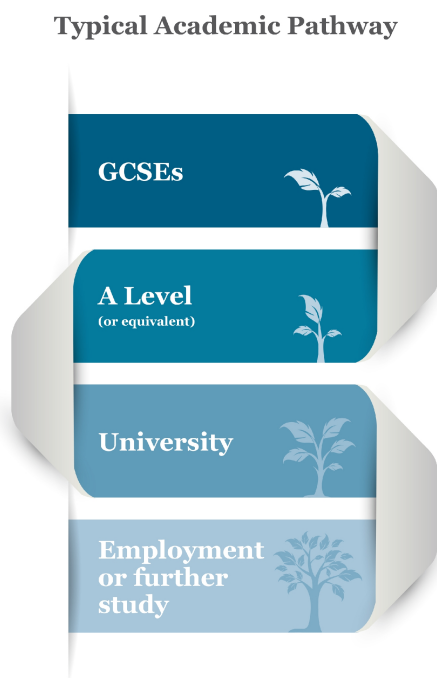 Typical Academic Pathway
GCSEs
A Level
(or equivalent)
University
Employment
or further
study